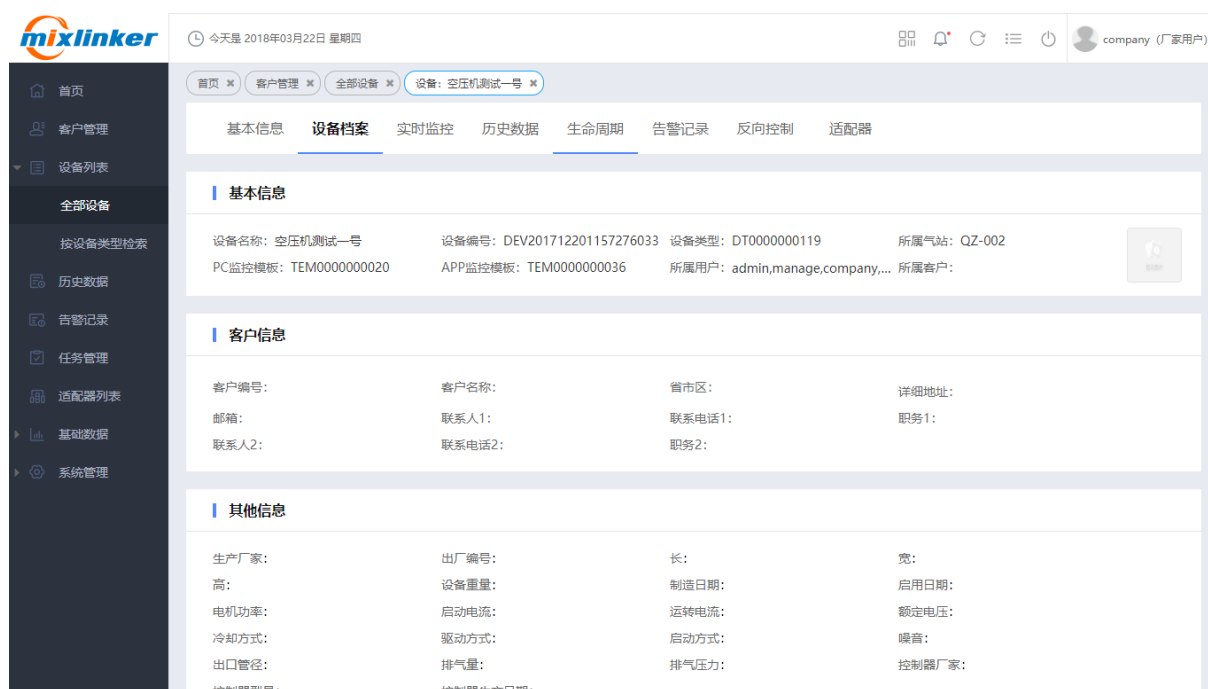 mixlinker
今天是 2018年03月22日 星期四
company (厂家用户)
首页
客户管理
设备列表
全部设备
按设备类型检索
历史数据
告警记录
任务管理
适配器列表
基础数据
系统管理
首页 客户管理 全部设备 设备：空压机测试一号
基本信息 设备档案 实时监控 历史数据 生命周期 告警记录 反向控制 适配器
基本信息
设备名称：空压机测试一号 设备编号：DEV201712201157276033 设备类型：DT0000000119 所属气站：QZ-002
PC监控模板：TEM0000000020 APP监控模板：TEM0000000036 所属用户：admin,manage,company,... 所属客户：
客户信息
客户编号： 客户名称： 省市区： 详细地址：
邮箱： 联系人1： 联系电话1： 职务1：
联系人2： 联系电话2： 职务2：
其他信息
生产厂家： 出厂编号： 长： 宽：
高： 设备重量： 制造日期： 启用日期：
电机功率： 启动电流： 运转电流： 额定电压：
冷却方式： 驱动方式： 启动方式： 噪音：
出口管径： 排气量： 排气压力： 控制器厂家：